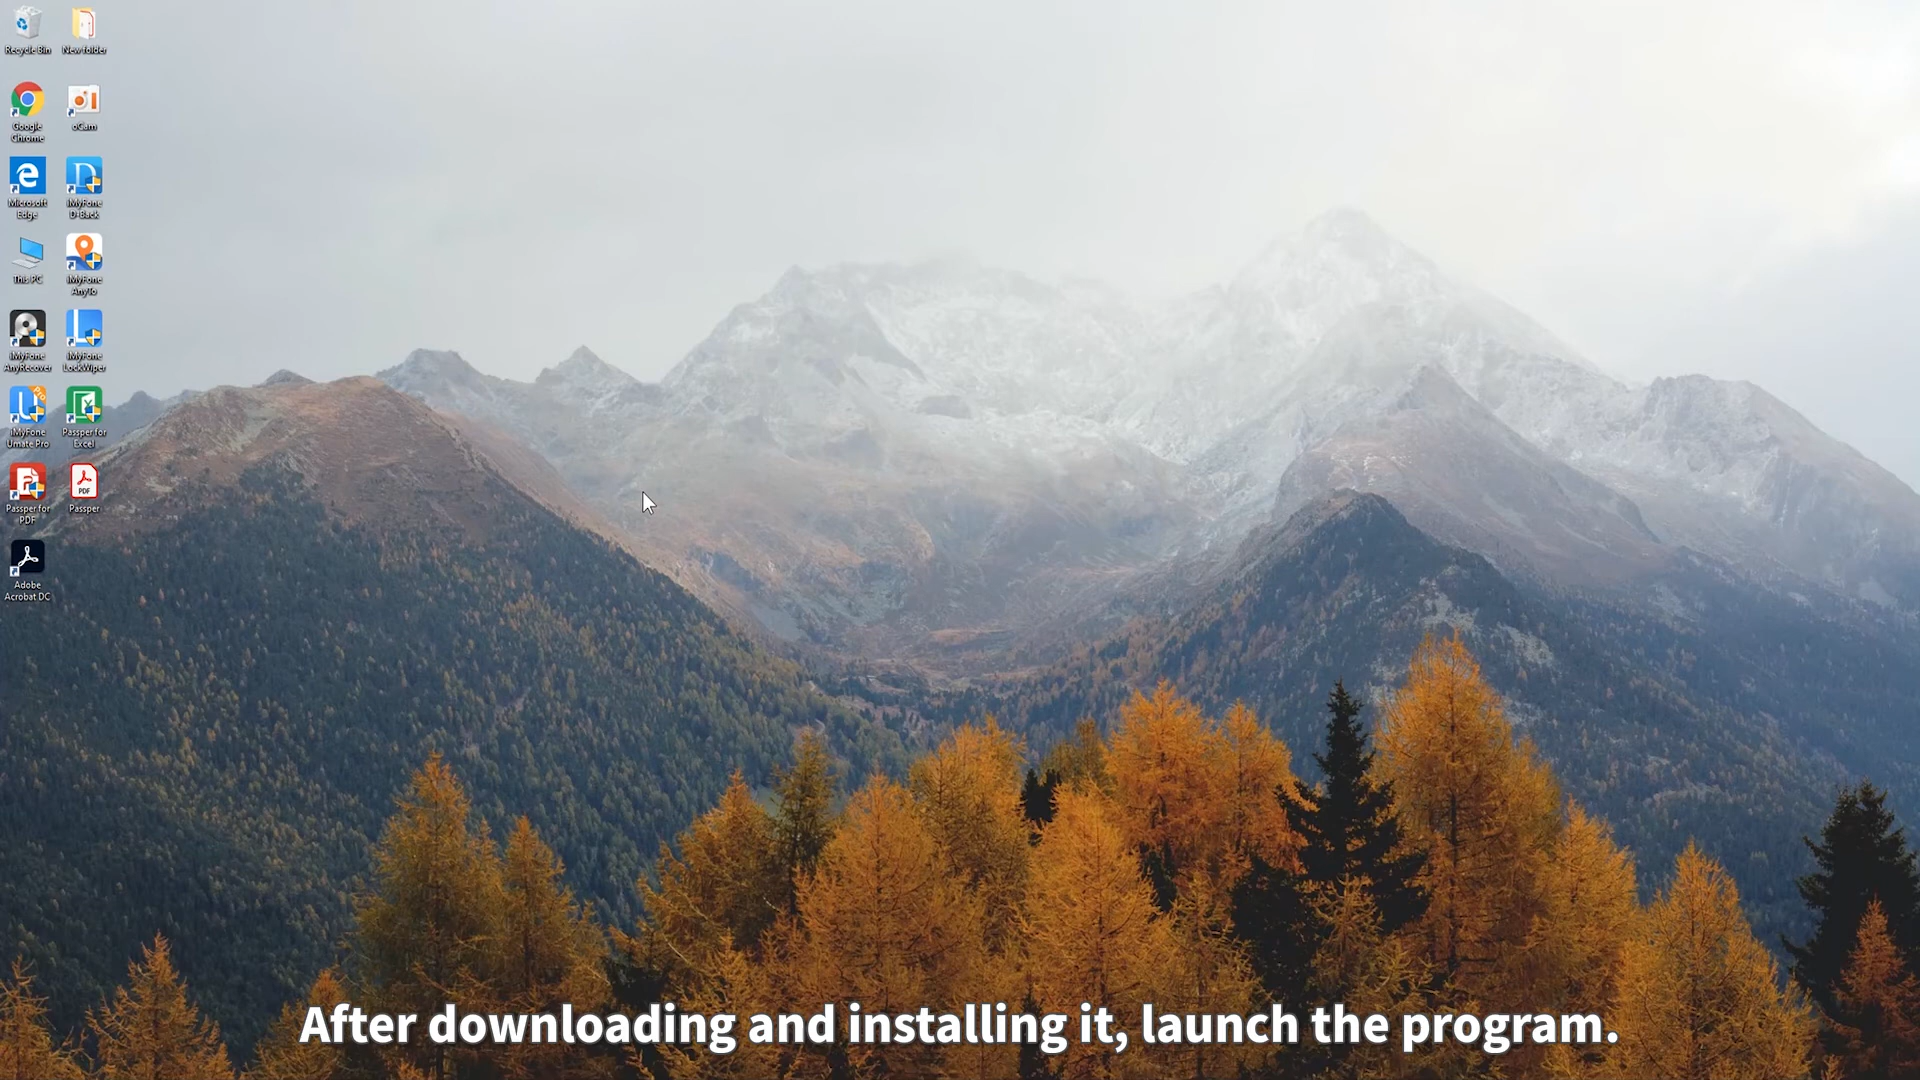 Recycle Bin
New folder
Google
Chrome
oCam
Microsoft
Edge
iMyFone
D-Back
This PC
iMyFone
AnyTo
iMyFone
AnyRecover
iMyFone
LockWiper
iMyFone
Umate Pro
Passper for
Excel
Passper for
PDF
PDF
Passper
Adobe
Acrobat DC
After downloading and installing it, launch the program.